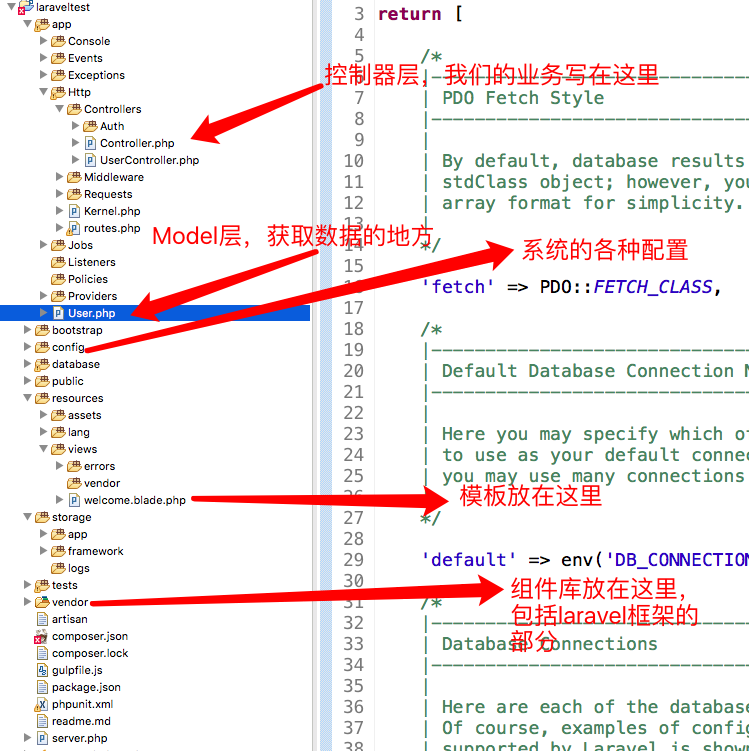 laraveltest
app
Console
Events
Exceptions
Http
Controllers
Auth
Controller.php
UserController.php
Middleware
Requests
Kernel.php
routes.php
Jobs
Listeners
Policies
Providers
User.php
bootstrap
config
database
public
resources
assets
lang
views
errors
vendor
welcome.blade.php
storage
app
framework
logs
tests
vendor
artisan
composer.json
composer.lock
gulpfile.js
package.json
phpunit.xml
readme.md
server.php
控制器层，我们的业务写在这里
Model层，获取数据的地方
系统的各种配置
模板放在这里
组件库放在这里，
包括laravel框架的
部分
3 return [
4
5 /*
6 |--------------------------------
7 | PDO Fetch Style
8 |--------------------------------
9 |
10 | By default, database results
11 | stdClass object; however, you
12 | array format for simplicity.
13 |
14 */
15
16 'fetch' => PDO::FETCH_CLASS,
17
18 /*
19 |--------------------------------
20 | Default Database Connection N
21 |--------------------------------
22 |
23 | Here you may specify which of
24 | to use as your default connec
25 | you may use many connections
26
27 */
28
29 'default' => env('DB_CONNECTION
30
31 /*
32 |--------------------------------
33 | Database Connections
34 |--------------------------------
35 |
36 | Here are each of the database
37 | Of course, examples of config
38 | supported by Laravel is shown